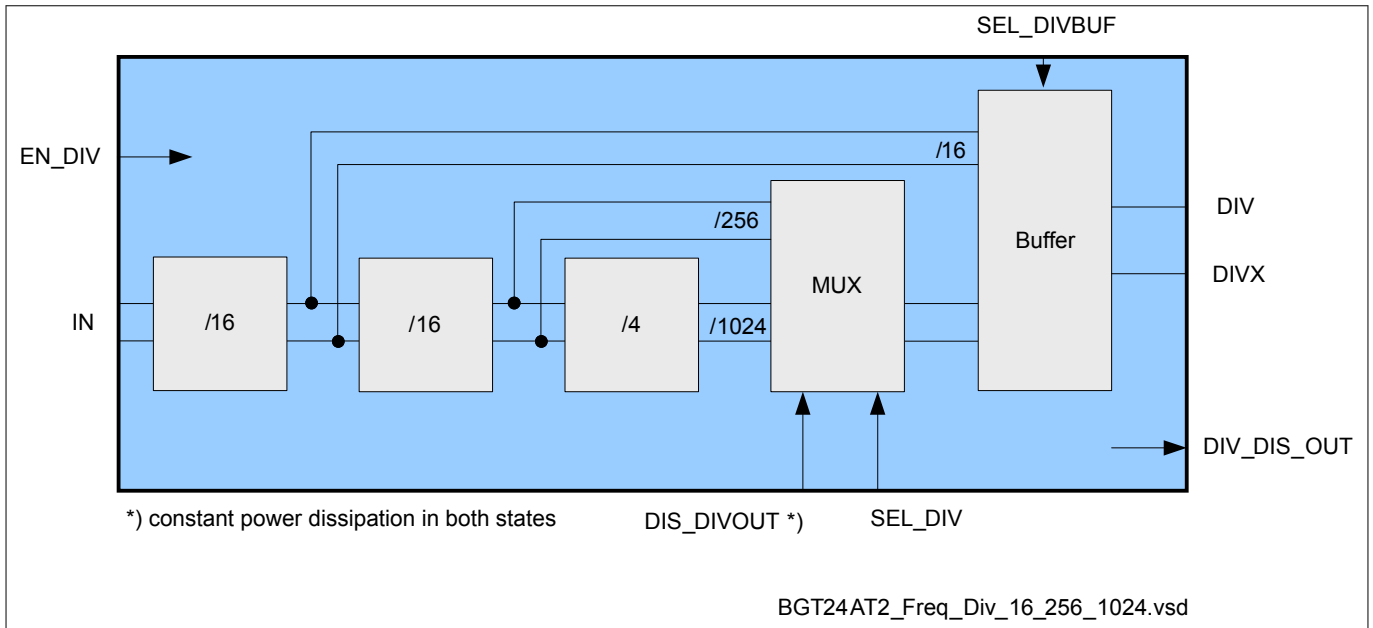 SEL_DIVBUF
EN_DIV
/16
/256
DIV
Buffer
DIVX
MUX
IN
/16
/16
/4
/1024
DIV_DIS_OUT
*) constant power dissipation in both states
DIS_DIVOUT *)
SEL_DIV
BGT24AT2_Freq_Div_16_256_1024.vsd